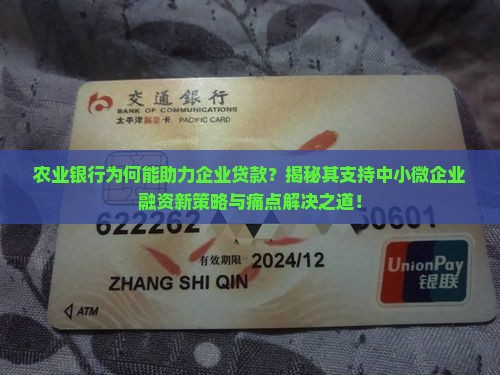 交通銀行
BANK OF COMMUNICATIONS
太平洋 卡 PACIFIC CARD
农业银行为何能助力企业贷款？揭秘其支持中小微企业
融资新策略与痛点解决之道！
622262 60601
有效期限 2024/12
ZHANG SHI QIN
UnionPay
银联
ATM